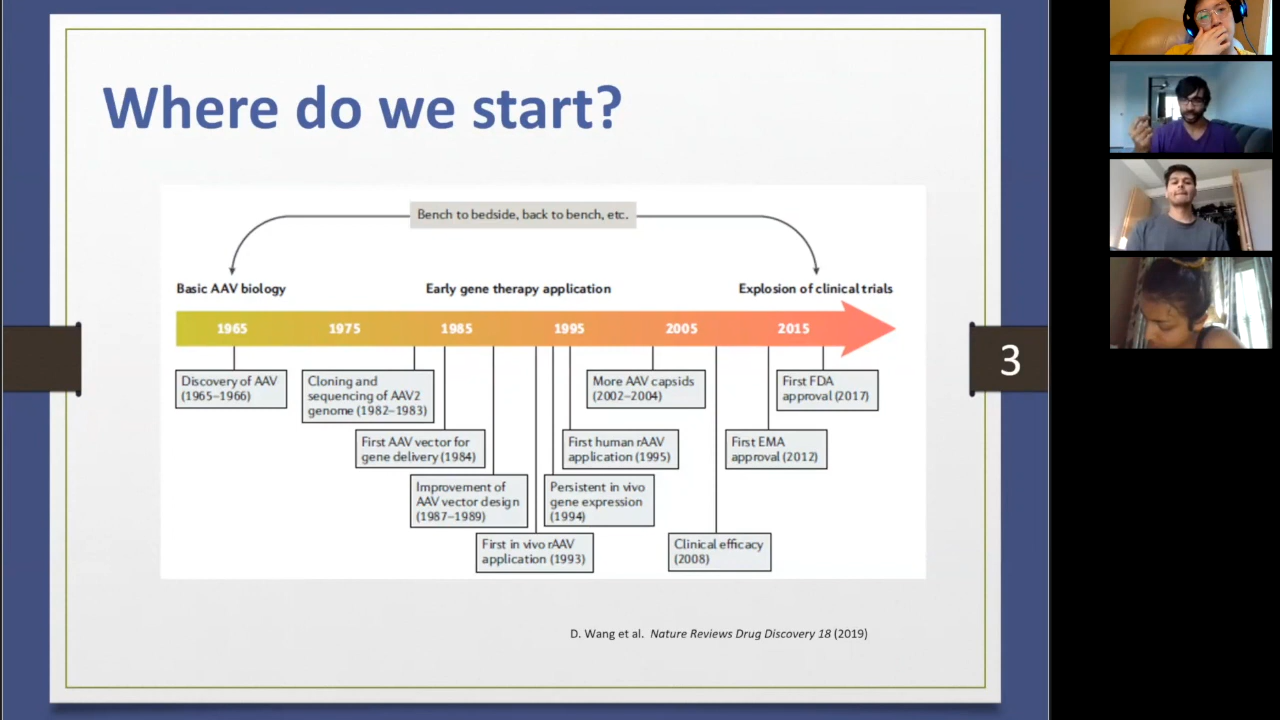 Where do we start?
Bench to bedside, back to bench, etc.
Basic AAV biology
Early gene therapy application
Explosion of clinical trials
1965
1975
1985
1995
2005
2015
Discovery of AAV
(1965–1966)
Cloning and
sequencing of AAV2
genome (1982–1983)
More AAV capsids
(2002–2004)
First FDA
approval (2017)
First AAV vector for
gene delivery (1984)
First human rAAV
application (1995)
First EMA
approval (2012)
Improvement of
AAV vector design
(1987–1989)
Persistent in vivo
gene expression
(1994)
First in vivo rAAV
application (1993)
Clinical efficacy
(2008)
D. Wang et al. Nature Reviews Drug Discovery 18 (2019)
3